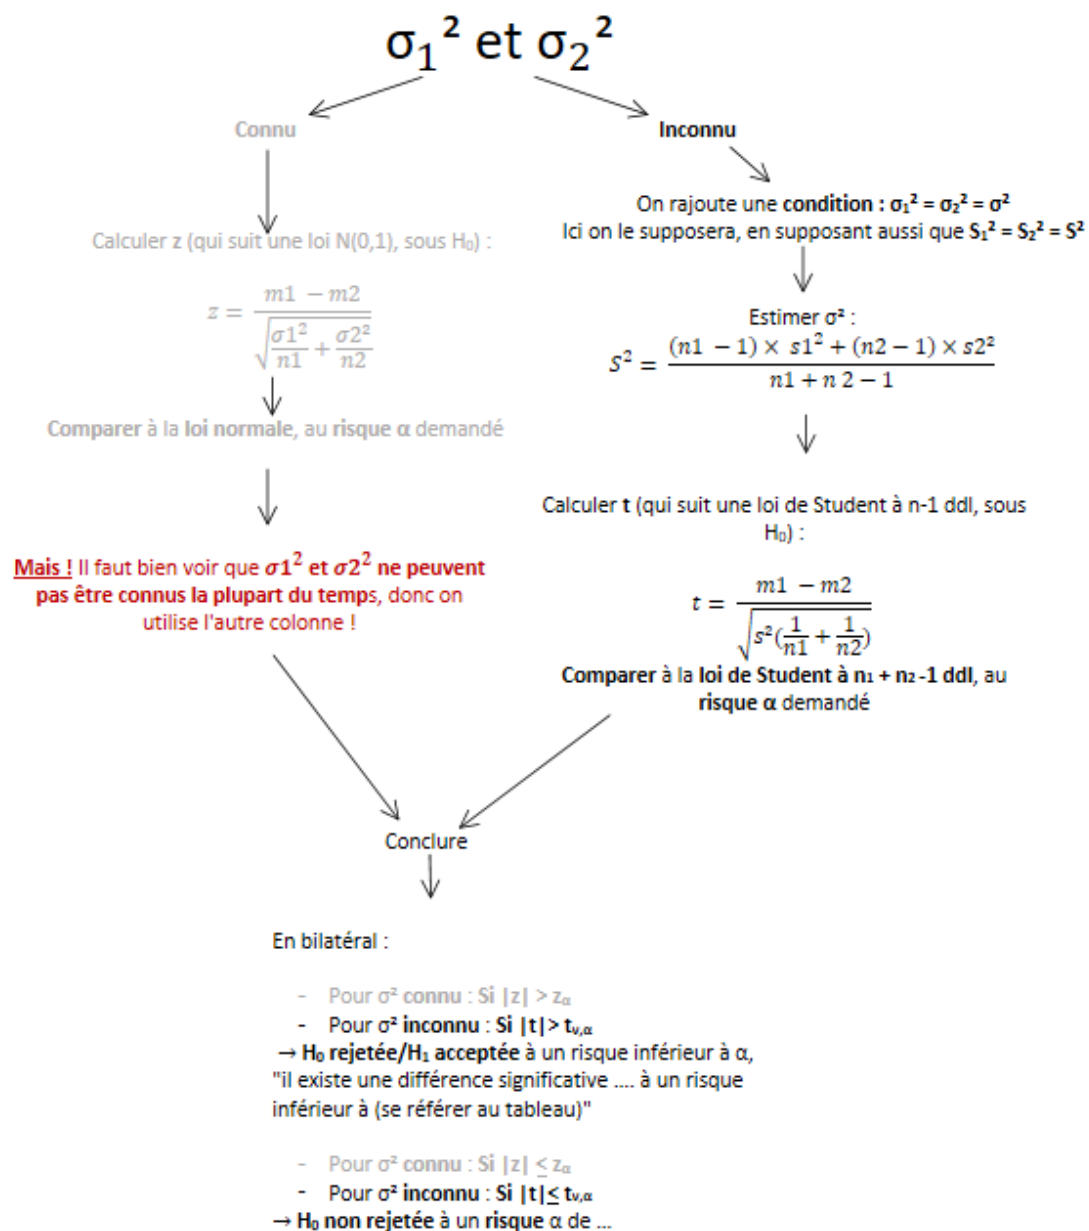 σ₁² et σ₂²
Connu
Inconnu
On rajoute une condition : σ₁² = σ₂² = σ²
Ici on le supposera, en supposant aussi que S₁² = S₂² = S²
Calculer z (qui suit une loi N(0,1), sous H₀) :
z = (m1 − m2) / √(σ1²/n1 + σ2²/n2)
Estimer σ² :
S² = ((n1 − 1) × s1² + (n2 − 1) × s2²) / (n1 + n 2 − 1)
Comparer à la loi normale, au risque α demandé
Calculer t (qui suit une loi de Student à n-1 ddl, sous
H₀) :
t = (m1 − m2) / √(s²(1/n1 + 1/n2))
Comparer à la loi de Student à n₁ + n₂ -1 ddl, au
risque α demandé
Mais ! Il faut bien voir que σ1² et σ2² ne peuvent
pas être connus la plupart du temps, donc on
utilise l'autre colonne !
Conclure
En bilatéral :
- Pour σ² connu : Si |z| > zα
- Pour σ² inconnu : Si |t|> tv,α
→ H₀ rejetée/H₁ acceptée à un risque inférieur à α,
"il existe une différence significative .... à un risque
inférieur à (se référer au tableau)"
- Pour σ² connu : Si |z| ≤ zα
- Pour σ² inconnu : Si |t|≤ tv,α
→ H₀ non rejetée à un risque α de ...